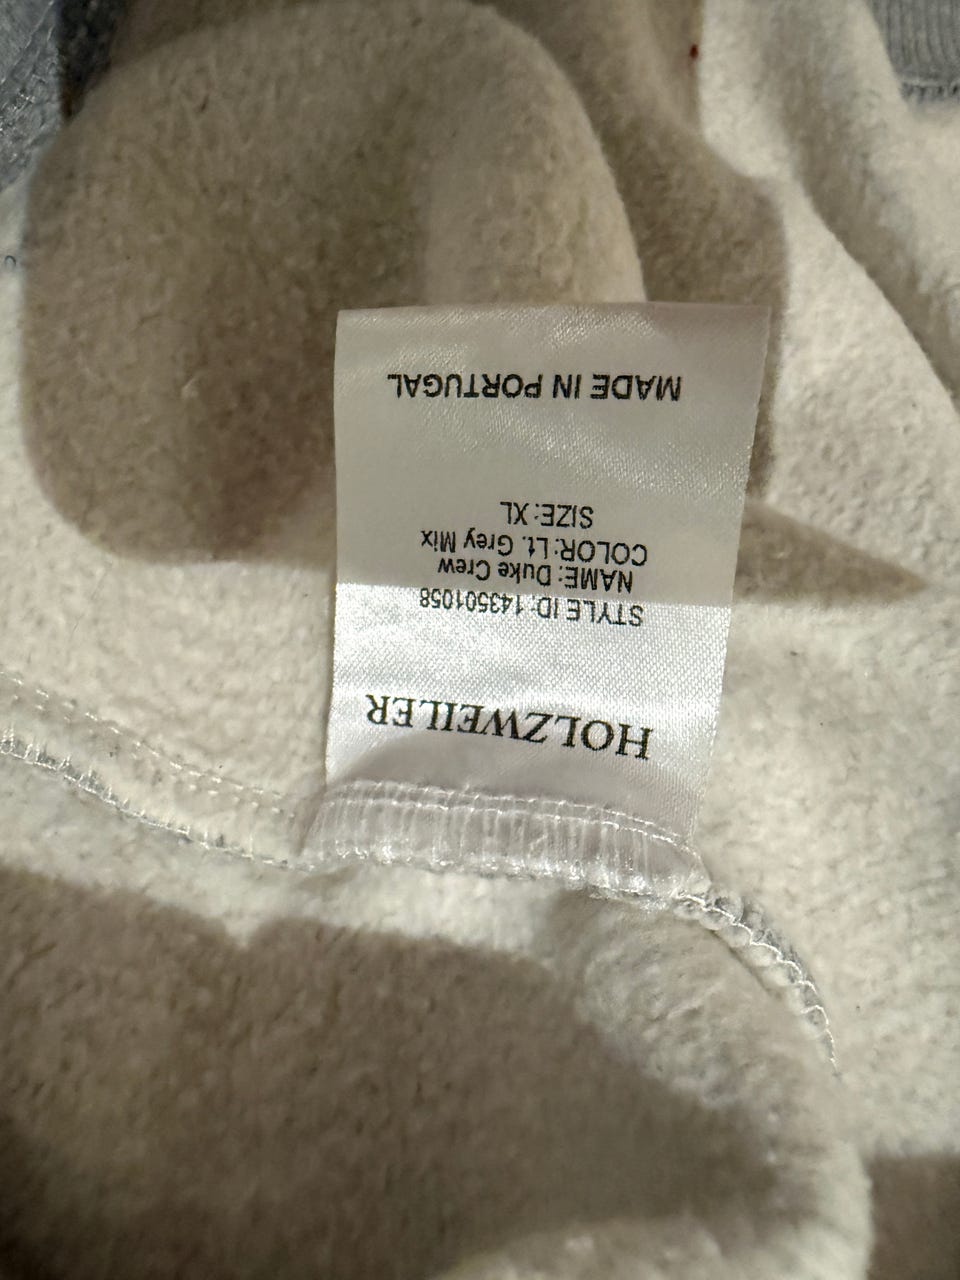 HOLZWEILER
STYLE ID: 143501058
NAME: Duke Crew
COLOR: Lt. Grey Mix
SIZE: XL
MADE IN PORTUGAL